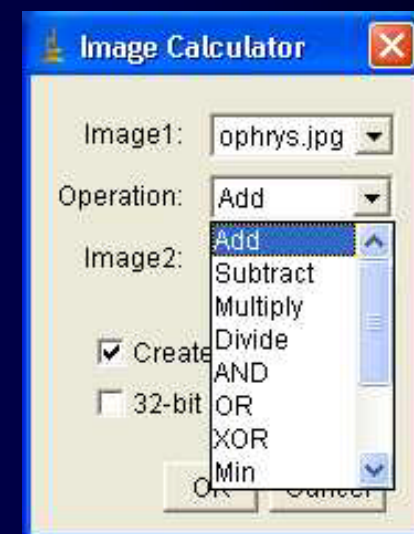 Image Calculator
Image1: ophrys.jpg
Operation: Add
Add
Image2:
Subtract
Multiply
Divide
Create
AND
32-bit
OR
XOR
Min